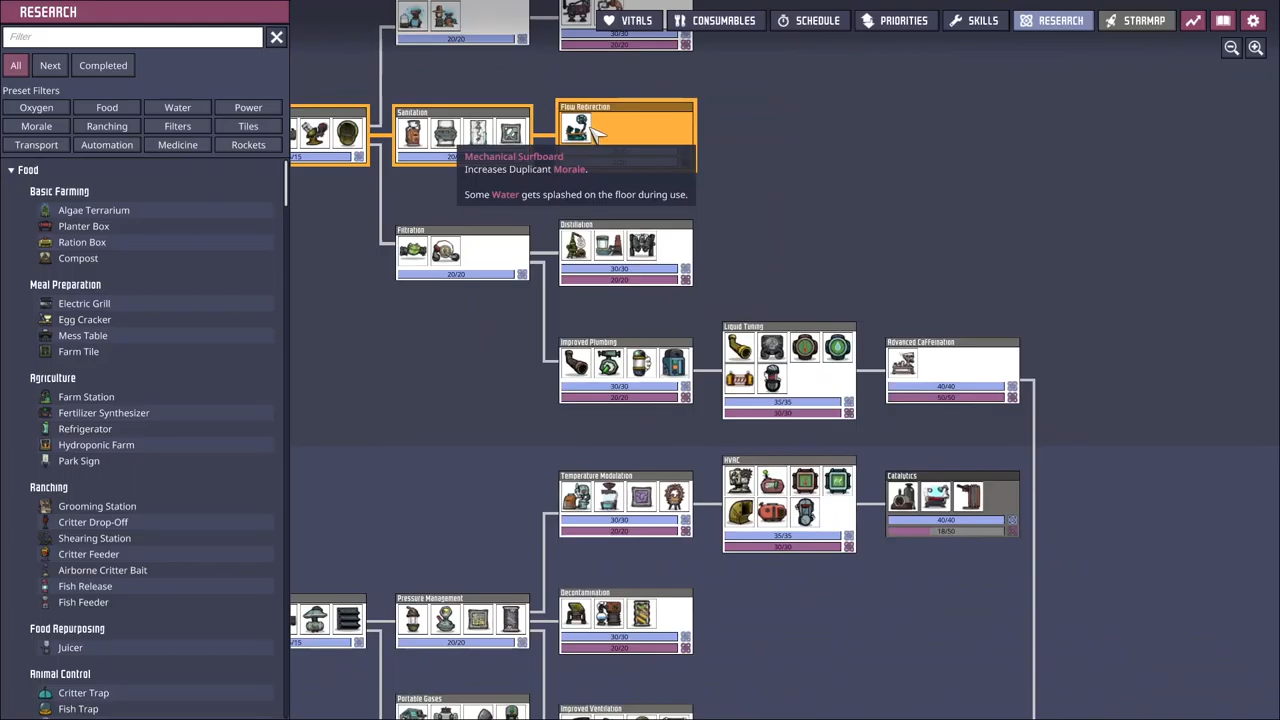 RESEARCH
VITALS
CONSUMABLES
SCHEDULE
PRIORITIES
SKILLS
RESEARCH
STARMAP
Filter
All
Next
Completed
Preset Filters
Oxygen
Food
Water
Power
Morale
Ranching
Filters
Tiles
Transport
Automation
Medicine
Rockets
Food
Basic Farming
Algae Terrarium
Planter Box
Ration Box
Compost
Meal Preparation
Electric Grill
Egg Cracker
Mess Table
Farm Tile
Agriculture
Farm Station
Fertilizer Synthesizer
Refrigerator
Hydroponic Farm
Park Sign
Ranching
Grooming Station
Critter Drop-Off
Shearing Station
Critter Feeder
Airborne Critter Bait
Fish Release
Fish Feeder
Food Repurposing
Juicer
Animal Control
Critter Trap
Fish Trap
20/20
30/30
20/20
Sanitation
Flow Redirection
Mechanical Surfboard
Increases Duplicant Morale.
Some Water gets splashed on the floor during use.
Filtration
20/20
Distillation
30/30
20/20
Improved Plumbing
30/30
20/20
Liquid Tuning
35/35
30/30
Advanced Caffeination
40/40
50/50
Temperature Modulation
30/30
20/20
HVAC
35/35
30/30
Catalytics
40/40
18/50
Pressure Management
20/20
Decontamination
30/30
20/20
Portable Gases
Improved Ventilation